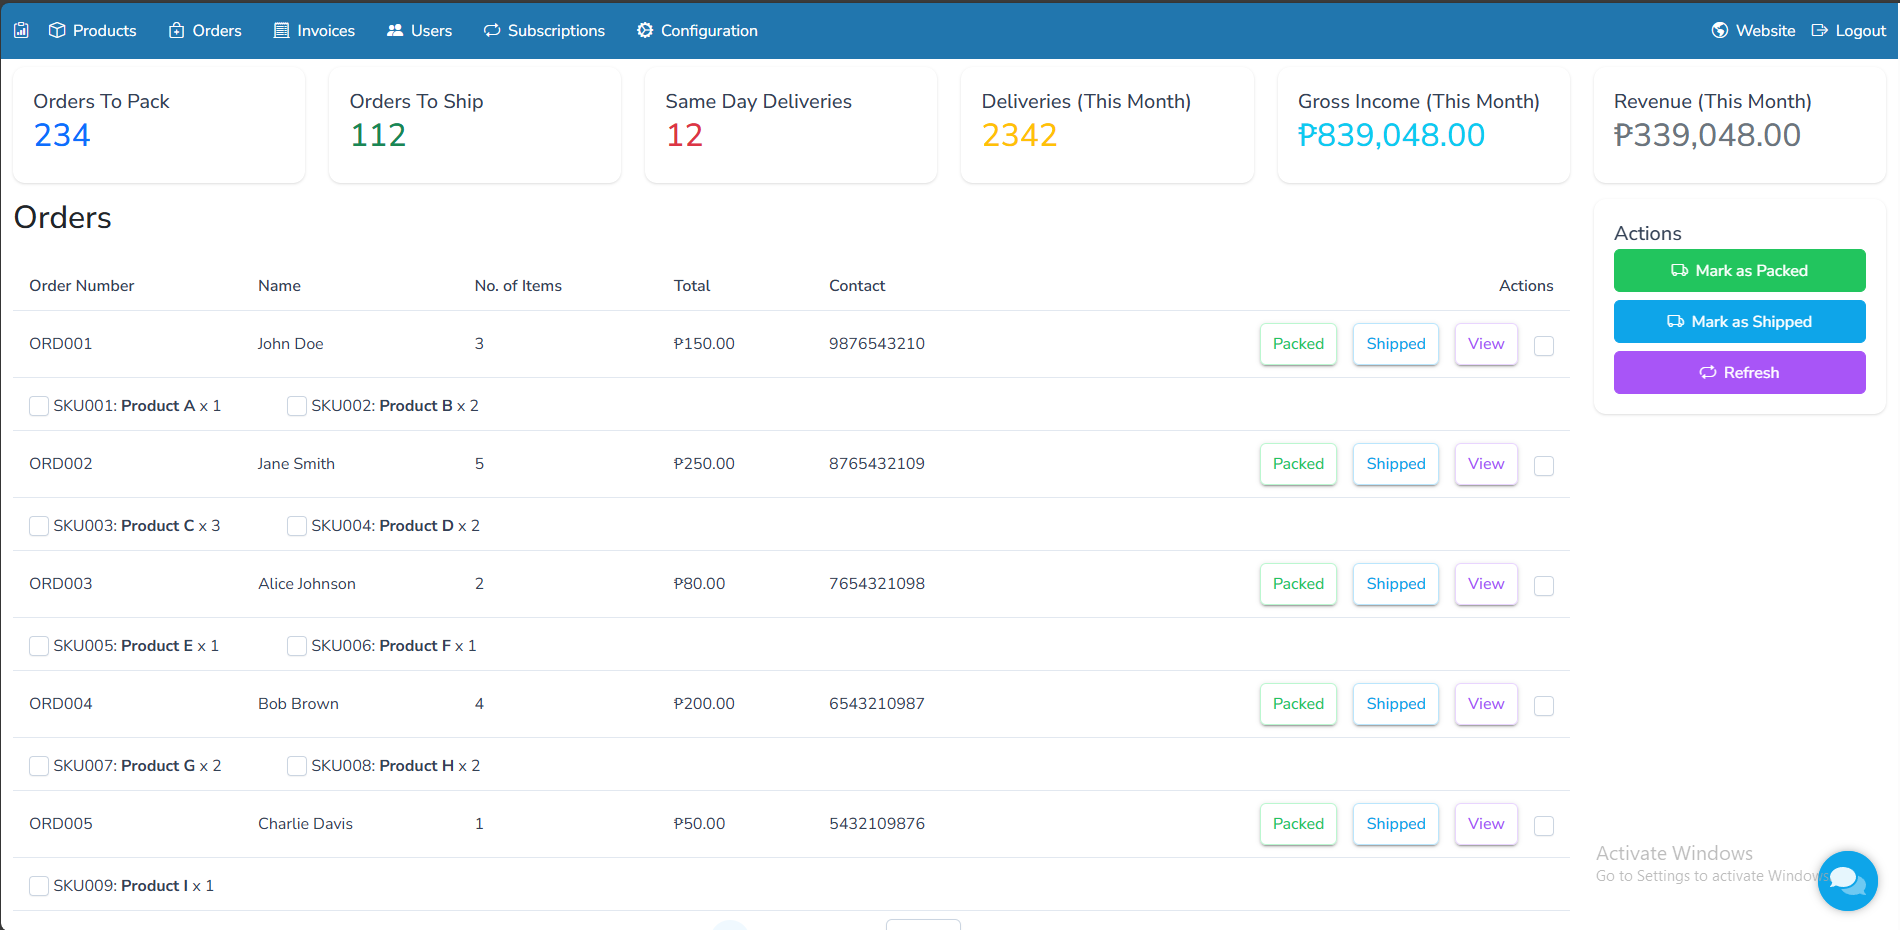 Products Orders Invoices Users Subscriptions Configuration Website Logout
Orders To Pack
234
Orders To Ship
112
Same Day Deliveries
12
Deliveries (This Month)
2342
Gross Income (This Month)
₱839,048.00
Revenue (This Month)
₱339,048.00
Orders
Order Number Name No. of Items Total Contact Actions
ORD001 John Doe 3 ₱150.00 9876543210 Packed Shipped View
SKU001: Product A x 1 SKU002: Product B x 2
ORD002 Jane Smith 5 ₱250.00 8765432109 Packed Shipped View
SKU003: Product C x 3 SKU004: Product D x 2
ORD003 Alice Johnson 2 ₱80.00 7654321098 Packed Shipped View
SKU005: Product E x 1 SKU006: Product F x 1
ORD004 Bob Brown 4 ₱200.00 6543210987 Packed Shipped View
SKU007: Product G x 2 SKU008: Product H x 2
ORD005 Charlie Davis 1 ₱50.00 5432109876 Packed Shipped View
SKU009: Product I x 1
Actions
Mark as Packed
Mark as Shipped
Refresh
Activate Windows
Go to Settings to activate Windows